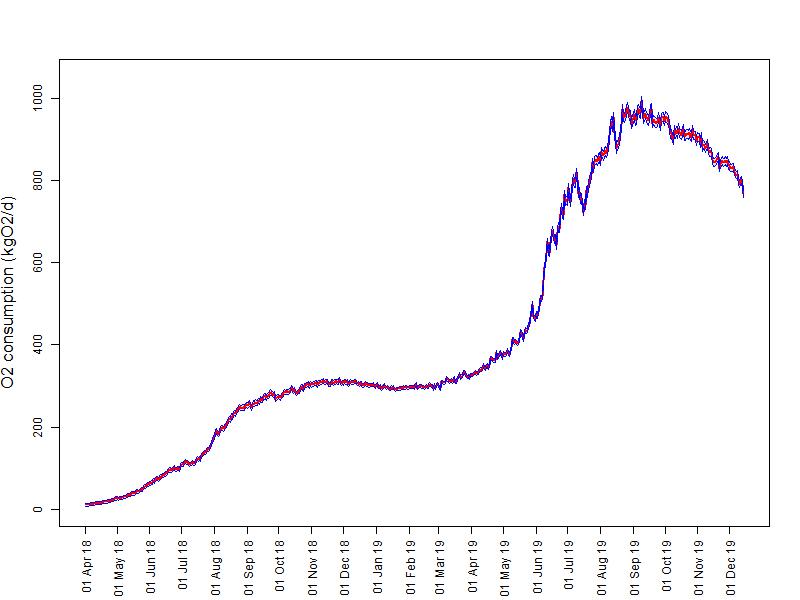 O2 consumption (kgO2/d)
1000
800
600
400
200
0
01 Apr 18
01 May 18
01 Jun 18
01 Jul 18
01 Aug 18
01 Sep 18
01 Oct 18
01 Nov 18
01 Dec 18
01 Jan 19
01 Feb 19
01 Mar 19
01 Apr 19
01 May 19
01 Jun 19
01 Jul 19
01 Aug 19
01 Sep 19
01 Oct 19
01 Nov 19
01 Dec 19